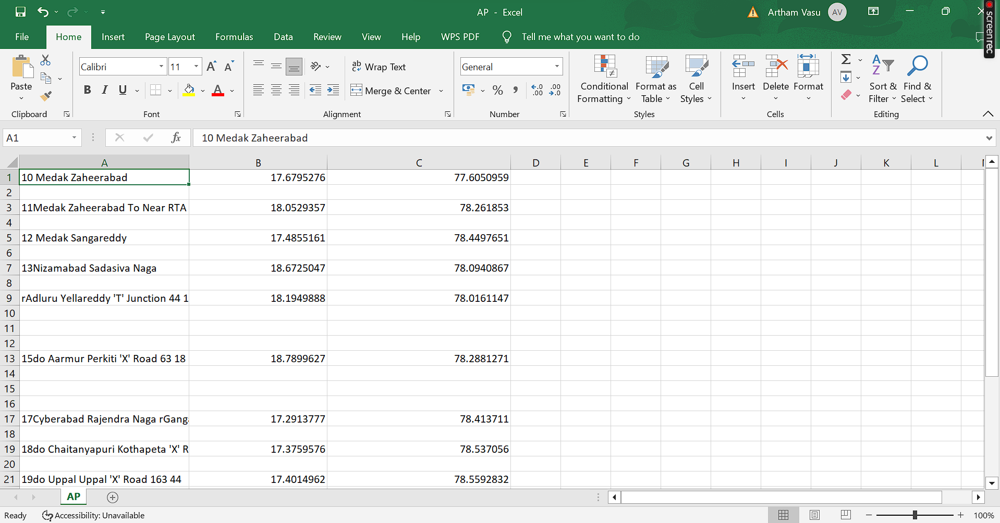 AP - Excel
Artham Vasu AV
screenrec
File Home Insert Page Layout Formulas Data Review View Help WPS PDF Tell me what you want to do
Paste
Clipboard
Calibri 11
B I U
Font
Wrap Text
Merge & Center
Alignment
General
Number
Conditional Formatting
Format as Table
Cell Styles
Styles
Insert Delete Format
Cells
Sort & Filter
Find & Select
Editing
A1 fx 10 Medak Zaheerabad
A B C D E F G H I J K L
1 10 Medak Zaheerabad 17.6795276 77.6050959
2
3 11Medak Zaheerabad To Near RTA 18.0529357 78.261853
4
5 12 Medak Sangareddy 17.4855161 78.4497651
6
7 13Nizamabad Sadasiva Naga 18.6725047 78.0940867
8
9 rAdluru Yellareddy 'T' Junction 44 1 18.1949888 78.0161147
10
11
12
13 15do Aarmur Perkiti 'X' Road 63 18 18.7899627 78.2881271
14
15
16
17 17Cyberabad Rajendra Naga rGang 17.2913777 78.413711
18
19 18do Chaitanyapuri Kothapeta 'X' R 17.3759576 78.537056
20
21 19do Uppal Uppal 'X' Road 163 44 17.4014962 78.5592832
AP
Ready Accessibility: Unavailable 100%